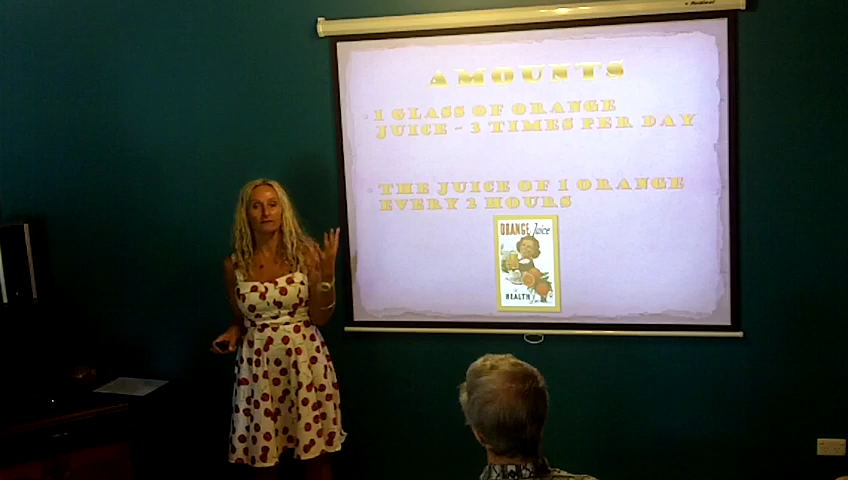 AMOUNTS
1 GLASS OF ORANGE
JUICE - 3 TIMES PER DAY
THE JUICE OF 1 ORANGE
EVERY 2 HOURS
ORANGE Juice
HEALTH